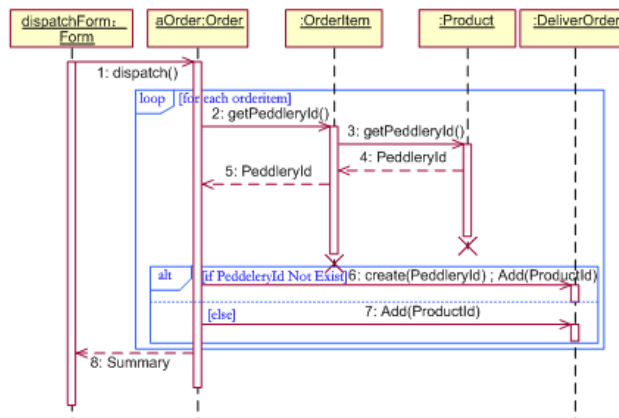 dispatchForm：
Form
aOrder:Order
:OrderItem
:Product
:DeliverOrder
1: dispatch()
loop
[for each orderitem]
2: getPeddleryId()
3: getPeddleryId()
4: PeddleryId
5: PeddleryId
alt
[if PeddeleryId Not Exist]
6: create(PeddleryId) ; Add(ProductId)
[else]
7: Add(ProductId)
8: Summary